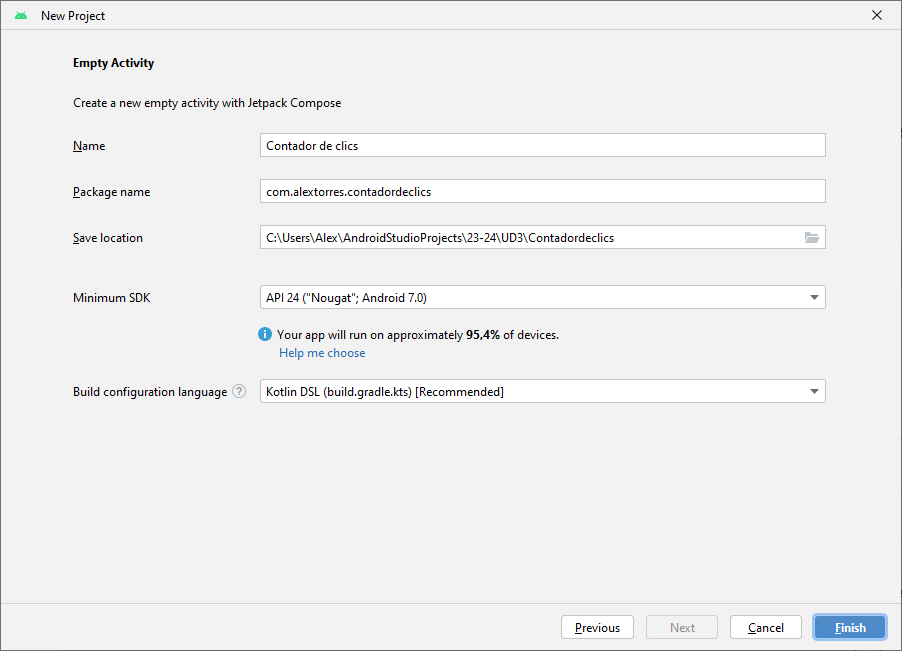 New Project
Empty Activity
Create a new empty activity with Jetpack Compose
Name
Contador de clics
Package name
com.alextorres.contadordeclics
Save location
C:\Users\Alex\AndroidStudioProjects\23-24\UD3\Contadordeclics
Minimum SDK
API 24 ("Nougat"; Android 7.0)
Your app will run on approximately 95,4% of devices.
Help me choose
Build configuration language ?
Kotlin DSL (build.gradle.kts) [Recommended]
Previous Next Cancel Finish